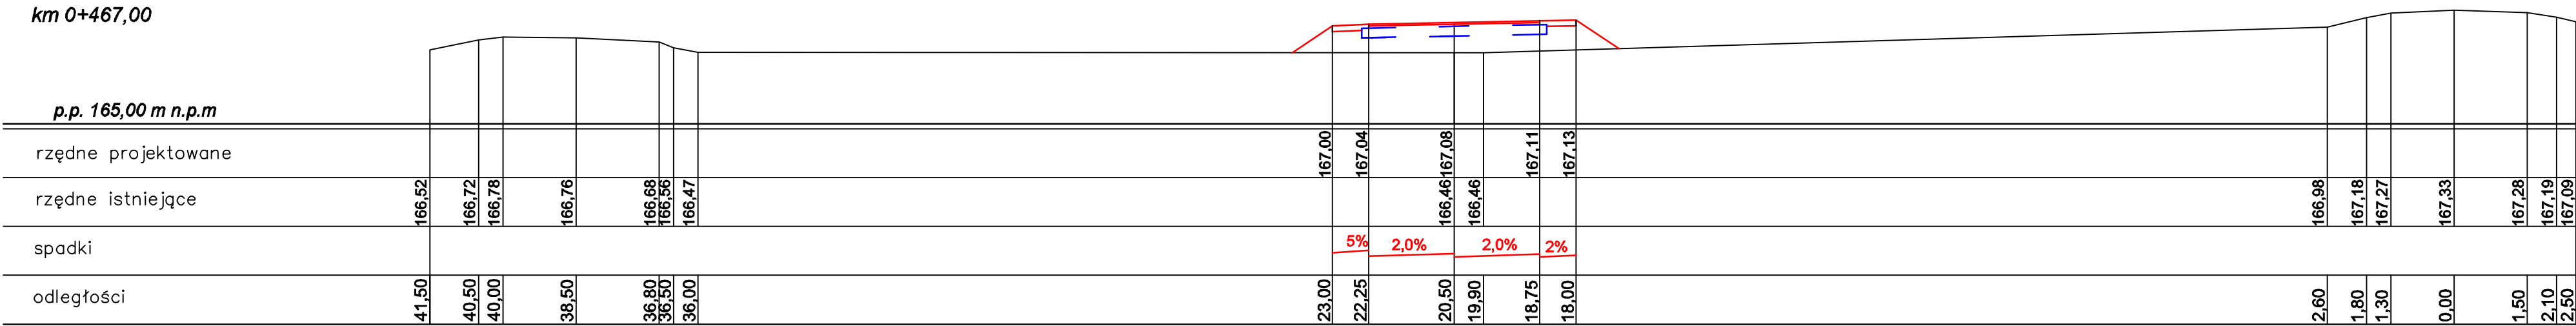 km 0+467,00
p.p. 165,00 m n.p.m
rzędne projektowane 167,00 167,04 167,08 167,11 167,13
rzędne istniejące 166,52 166,72 166,78 166,76 166,68 166,56 166,47 166,46 166,46 166,98 167,18 167,27 167,33 167,28 167,19 167,09
spadki 5% 2,0% 2,0% 2%
odległości 41,50 40,50 40,00 38,50 36,80 36,50 36,00 23,00 22,25 20,50 19,90 18,75 18,00 2,60 1,80 1,30 0,00 1,50 2,10 2,50